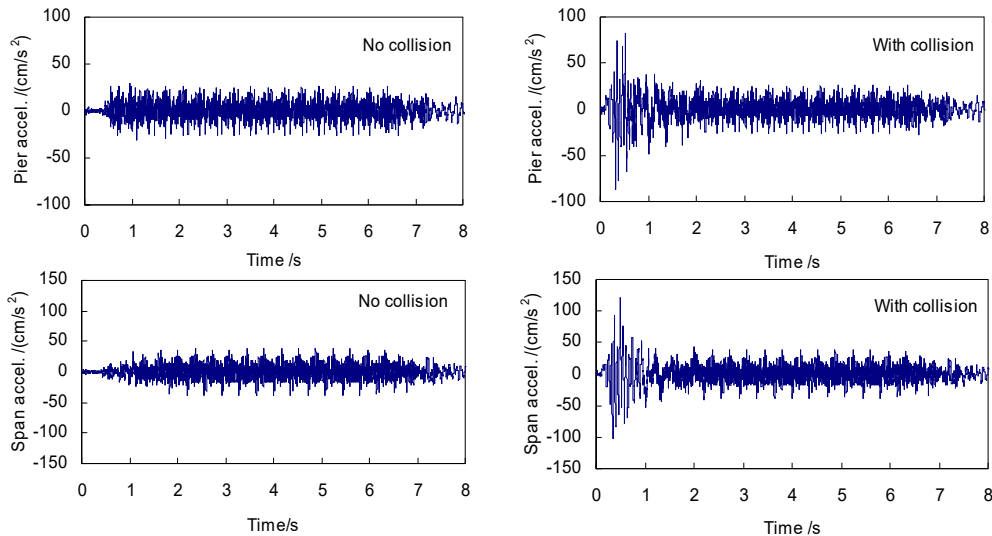 Pier accel. /(cm/s²)
100
50
0
-50
-100
No collision
0 1 2 3 4 5 6 7 8
Time /s
Pier accel. /(cm/s²)
100
50
0
-50
-100
With collision
0 1 2 3 4 5 6 7 8
Time /s
Span accel. /(cm/s²)
150
100
50
0
-50
-100
-150
No collision
0 1 2 3 4 5 6 7 8
Time/s
Span accel. /(cm/s²)
150
100
50
0
-50
-100
-150
With collision
0 1 2 3 4 5 6 7 8
Time /s